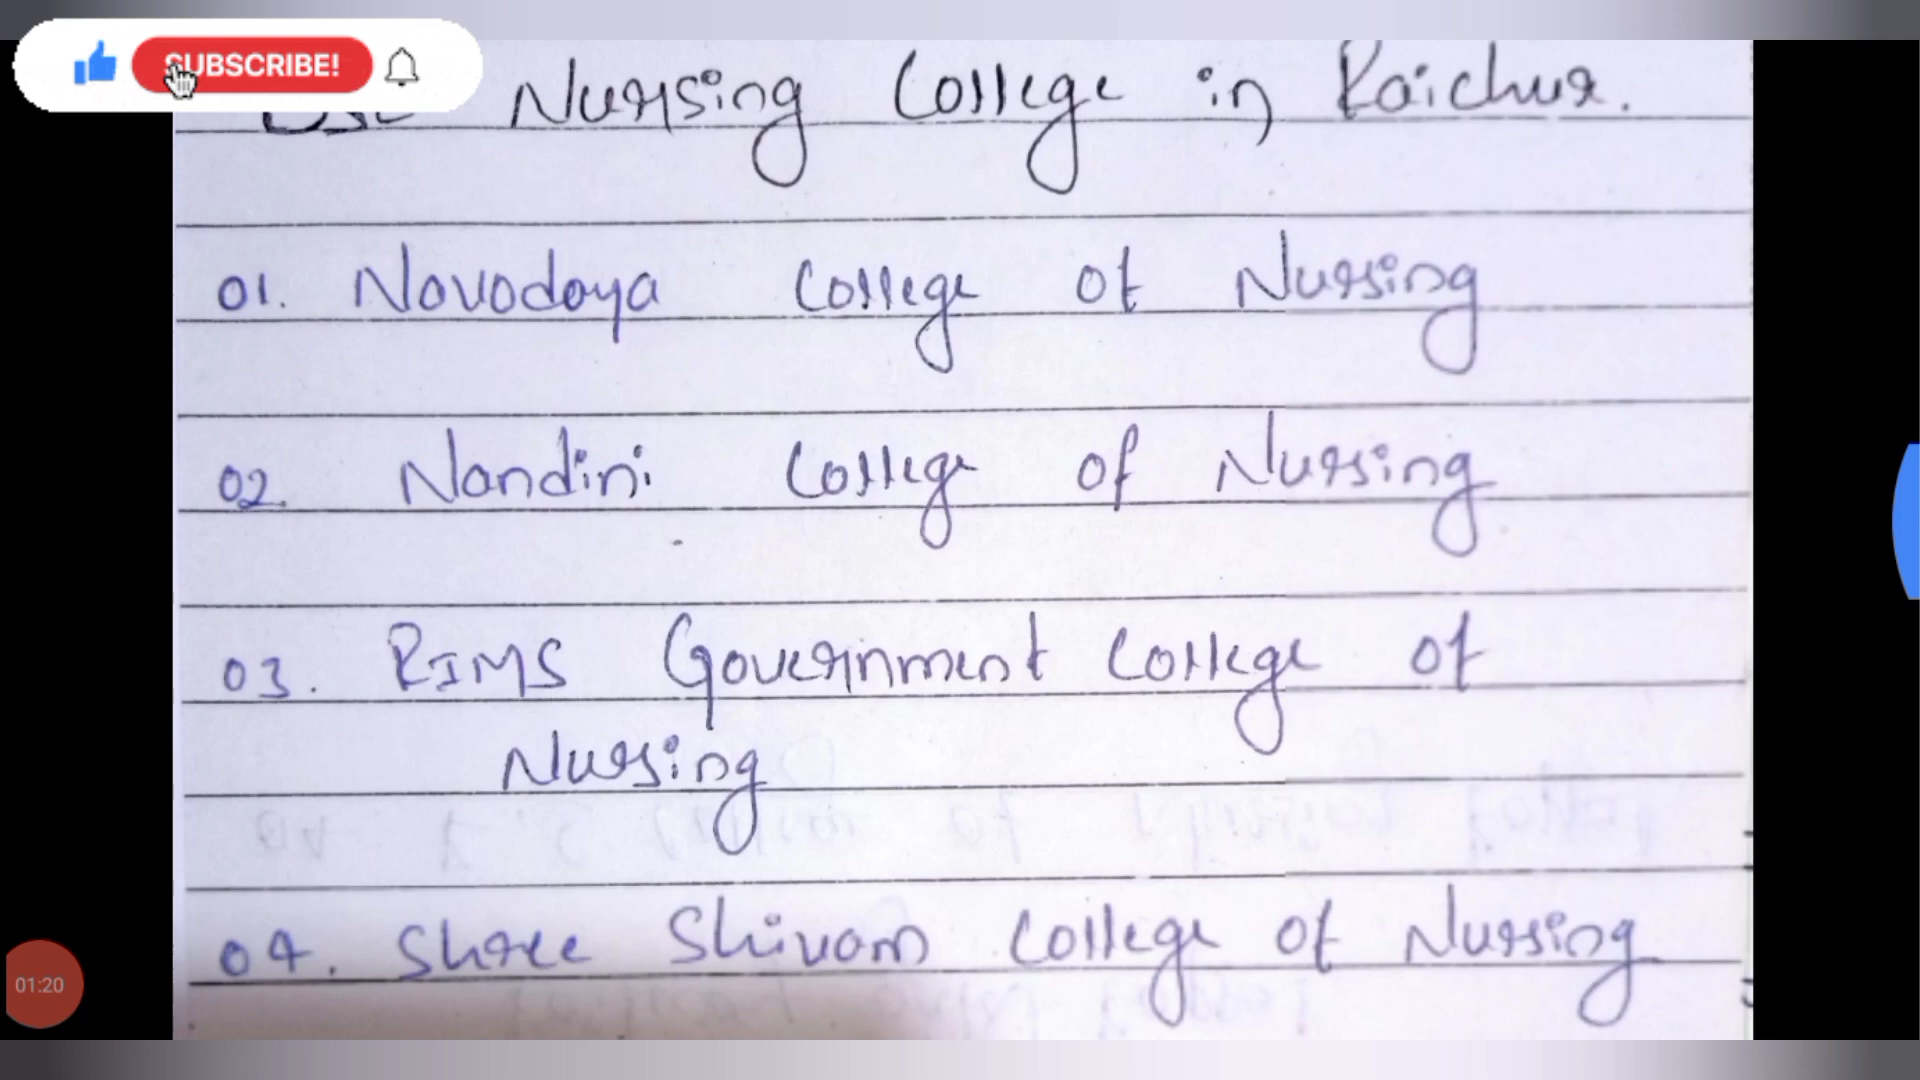 SUBSCRIBE!
Nursing College in Raichur.
01. Navodaya College of Nursing
02. Nandini College of Nursing
03. RIMS Government College of
Nursing
04. Shree Shivam College of Nursing
01:20